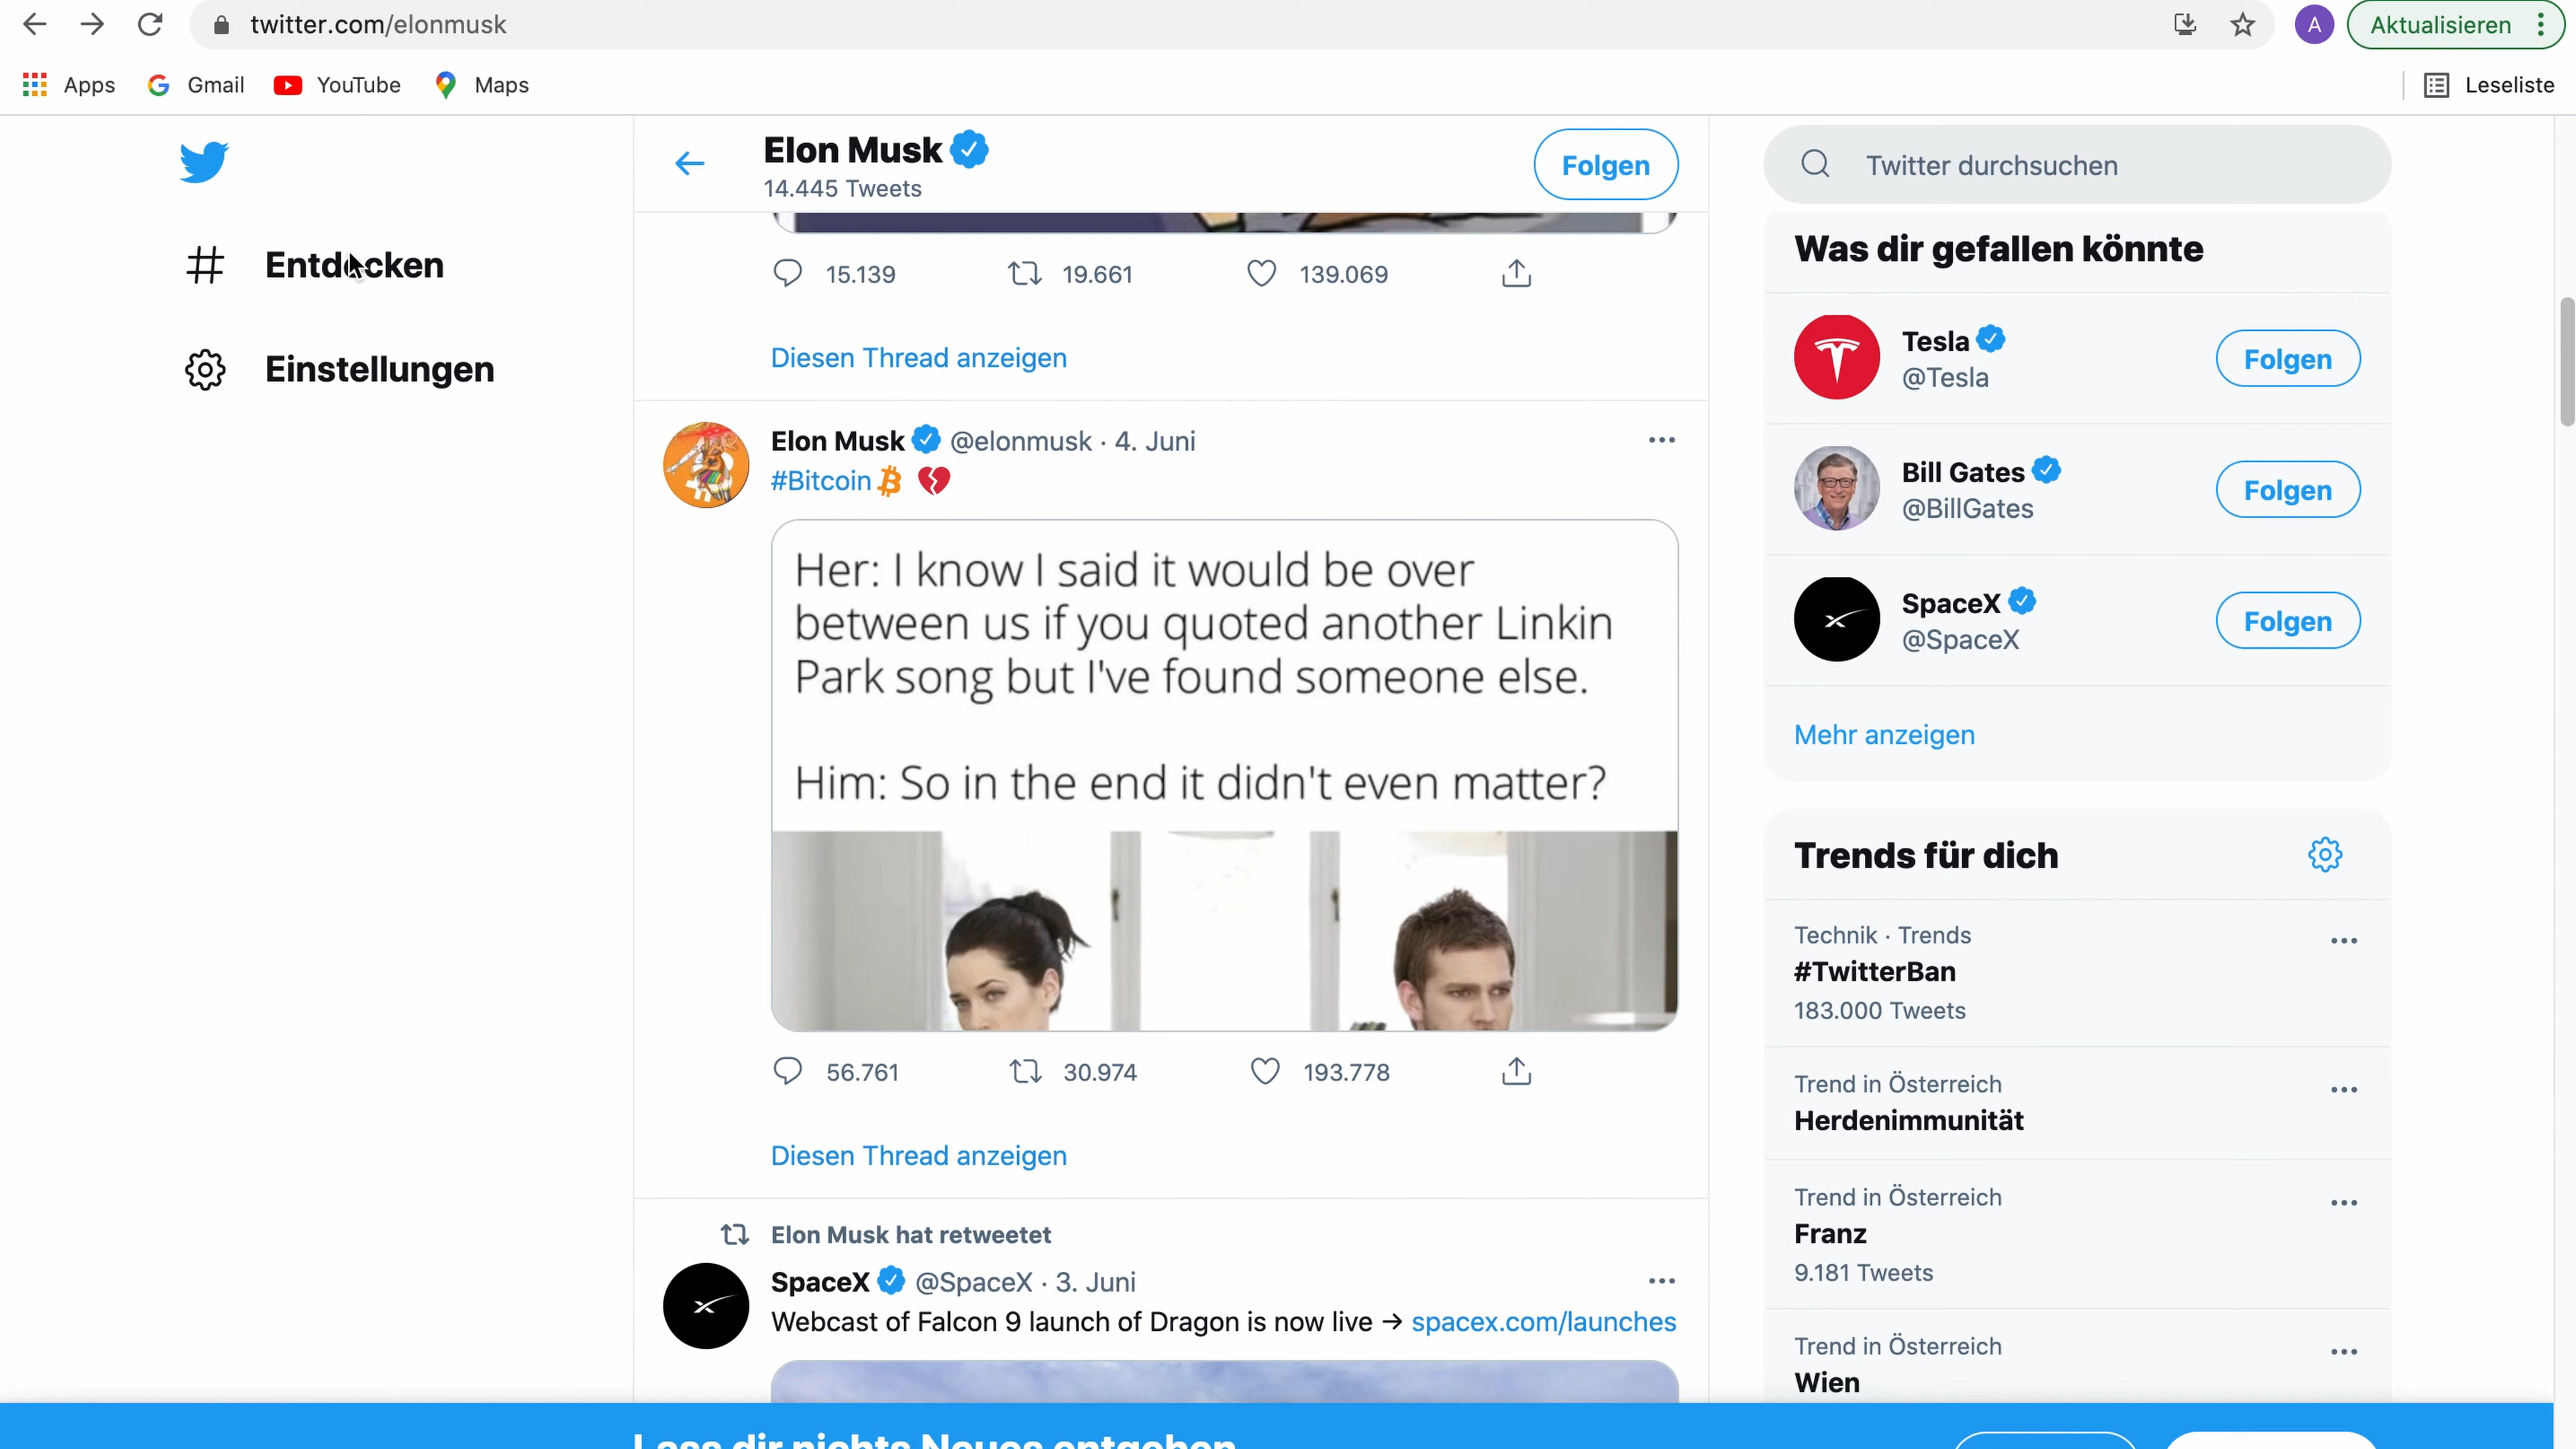 twitter.com/elonmusk
A
Aktualisieren
Apps
Gmail
YouTube
Maps
Leseliste
Elon Musk
14.445 Tweets
Folgen
Twitter durchsuchen
Entdecken
Einstellungen
15.139
19.661
139.069
Diesen Thread anzeigen
Elon Musk @elonmusk · 4. Juni
#Bitcoin
Her: I know I said it would be over
between us if you quoted another Linkin
Park song but I've found someone else.
Him: So in the end it didn't even matter?
56.761
30.974
193.778
Diesen Thread anzeigen
Elon Musk hat retweetet
SpaceX @SpaceX · 3. Juni
Webcast of Falcon 9 launch of Dragon is now live → spacex.com/launches
Was dir gefallen könnte
Tesla
@Tesla
Folgen
Bill Gates
@BillGates
Folgen
SpaceX
@SpaceX
Folgen
Mehr anzeigen
Trends für dich
Technik · Trends
#TwitterBan
183.000 Tweets
Trend in Österreich
Herdenimmunität
Trend in Österreich
Franz
9.181 Tweets
Trend in Österreich
Wien
Lass dir nichts Neues entgehen